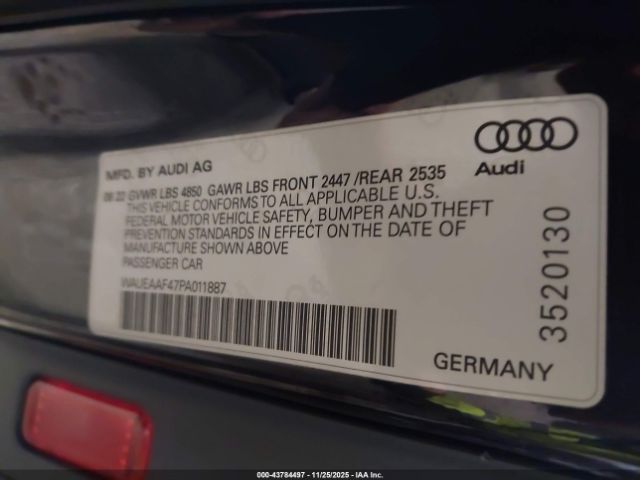 MFD. BY AUDI AG
08 22 GVWR LBS 4850 GAWR LBS FRONT 2447 /REAR 2535
THIS VEHICLE CONFORMS TO ALL APPLICABLE U.S.
FEDERAL MOTOR VEHICLE SAFETY, BUMPER AND THEFT
PREVENTION STANDARDS IN EFFECT ON THE DATE OF
MANUFACTURE SHOWN ABOVE
PASSENGER CAR
WAUEAAF47PA011887
Audi
3520130
GERMANY
000-43784497 - 11/25/2025 - IAA Inc.